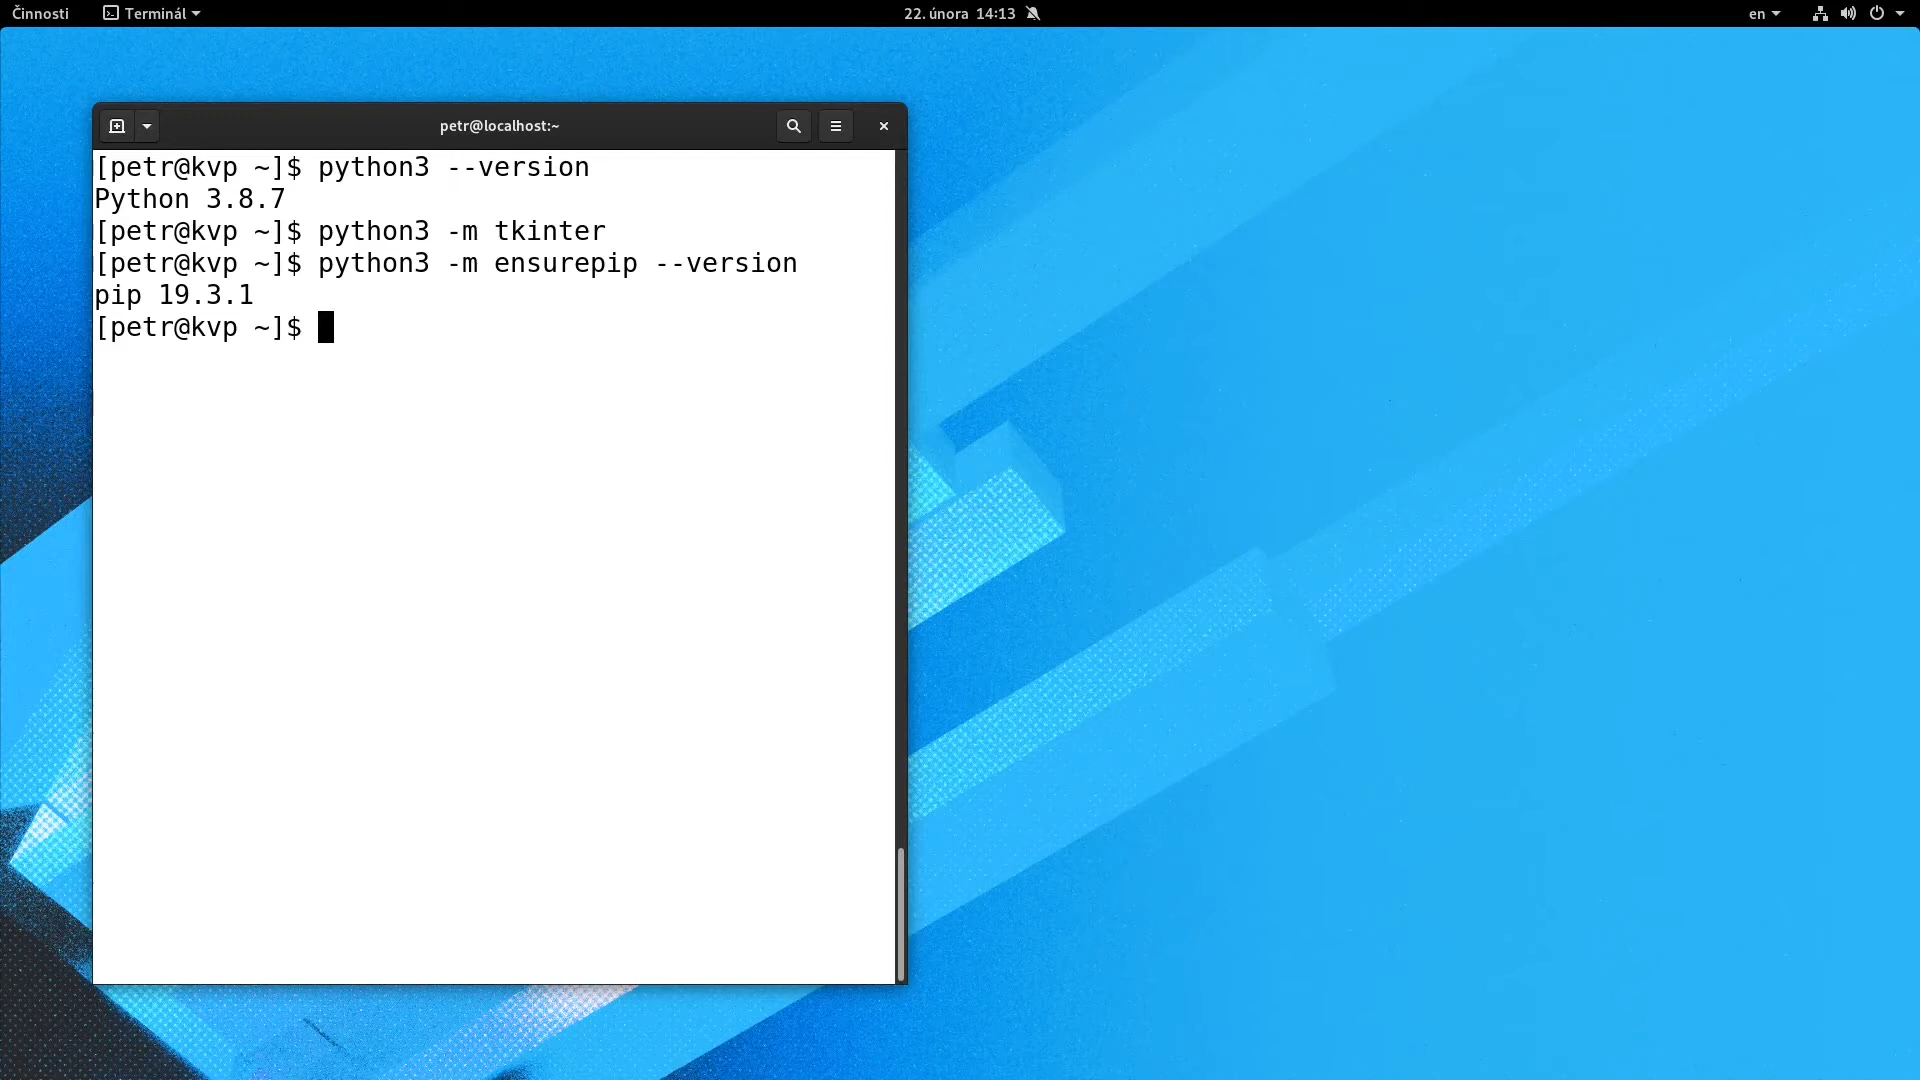 Činnosti Terminál 22. února 14:13 en
petr@localhost:~
[petr@kvp ~]$ python3 --version
Python 3.8.7
[petr@kvp ~]$ python3 -m tkinter
[petr@kvp ~]$ python3 -m ensurepip --version
pip 19.3.1
[petr@kvp ~]$